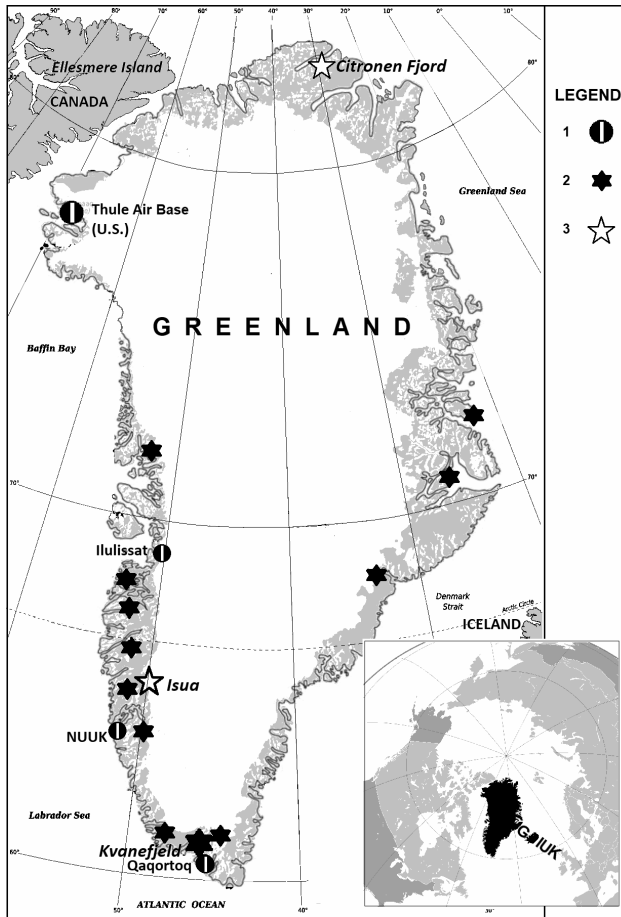 90°
80°
70°
60°
50°
40°
30°
20°
10°
0°
10°
Ellesmere Island
CANADA
Citronen Fjord
80°
80°
LEGEND
1
2
3
Thule Air Base
(U.S.)
Greenland Sea
GREENLAND
Baffin Bay
70°
70°
Ilulissat
Denmark
Strait
Arctic Circle
ICELAND
Isua
NUUK
Labrador Sea
Kvanefjeld
Qaqortoq
60°
50°
ATLANTIC OCEAN
40°